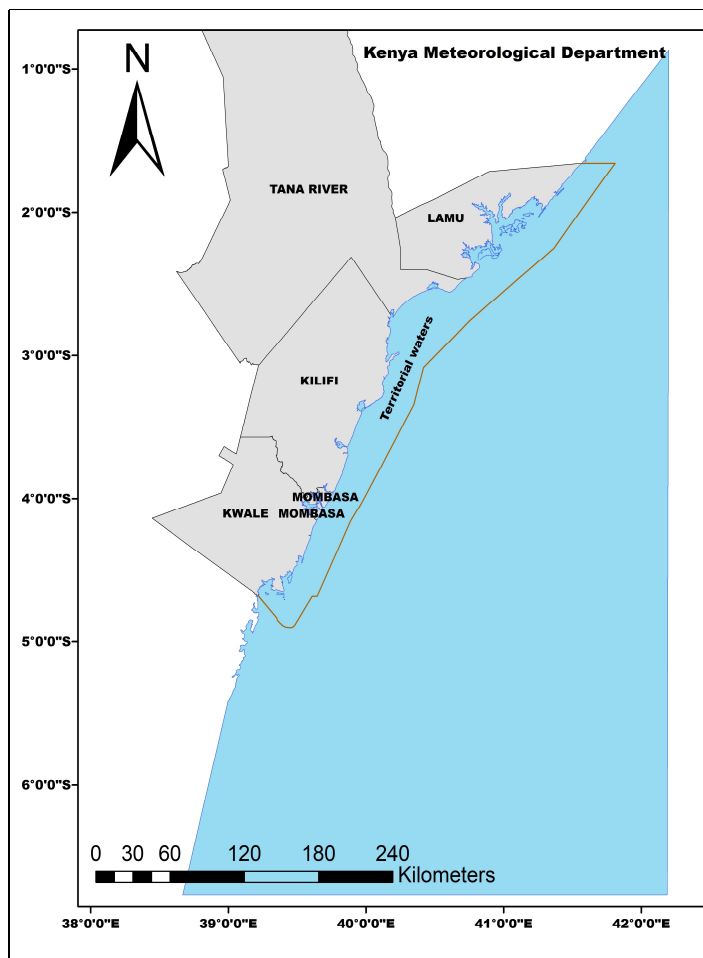 Kenya Meteorological Department
N
1°0'0"S
2°0'0"S
3°0'0"S
4°0'0"S
5°0'0"S
6°0'0"S
TANA RIVER
LAMU
Territorial waters
KILIFI
MOMBASA
KWALE MOMBASA
0 30 60 120 180 240
Kilometers
38°0'0"E 39°0'0"E 40°0'0"E 41°0'0"E 42°0'0"E